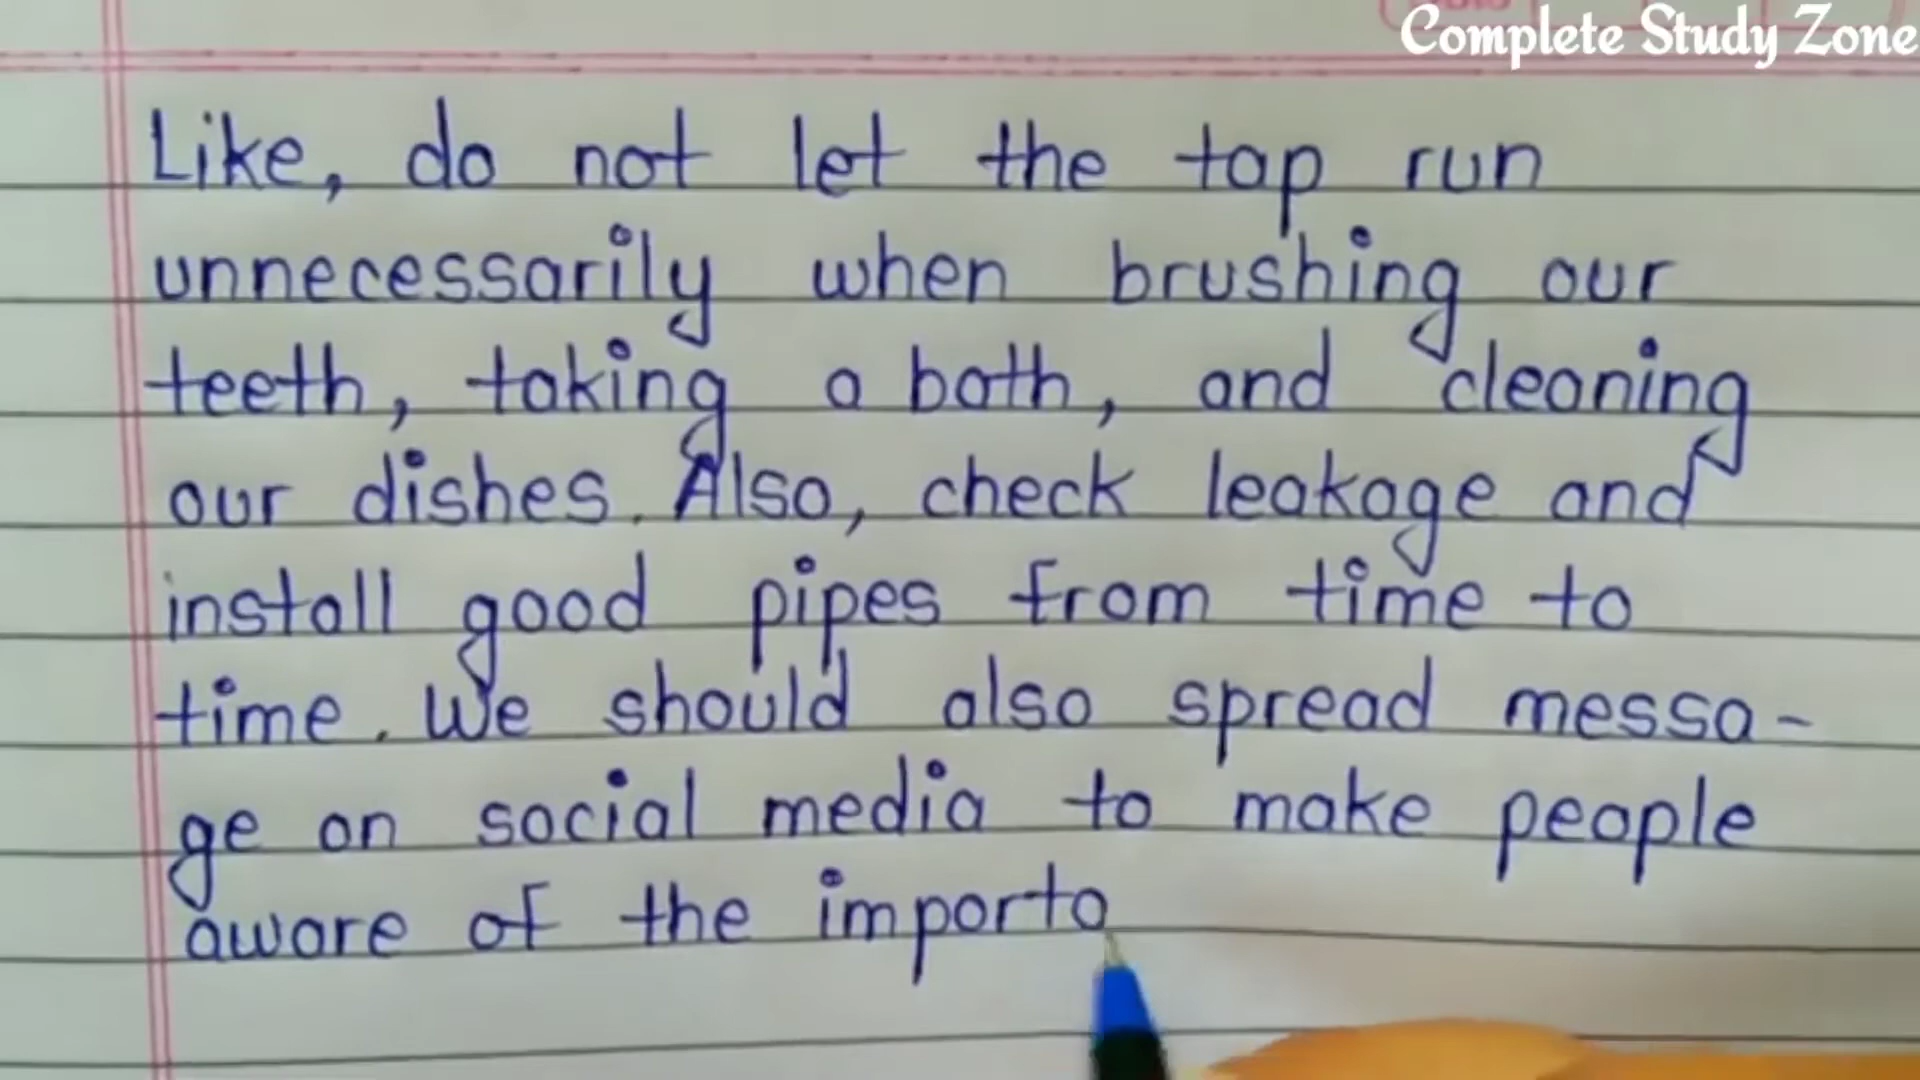 Complete Study Zone
Like, do not let the tap run
unnecessarily when brushing our
teeth, taking a bath, and cleaning
our dishes. Also, check leakage and
install good pipes from time to
time. We should also spread messa-
ge on social media to make people
aware of the importa